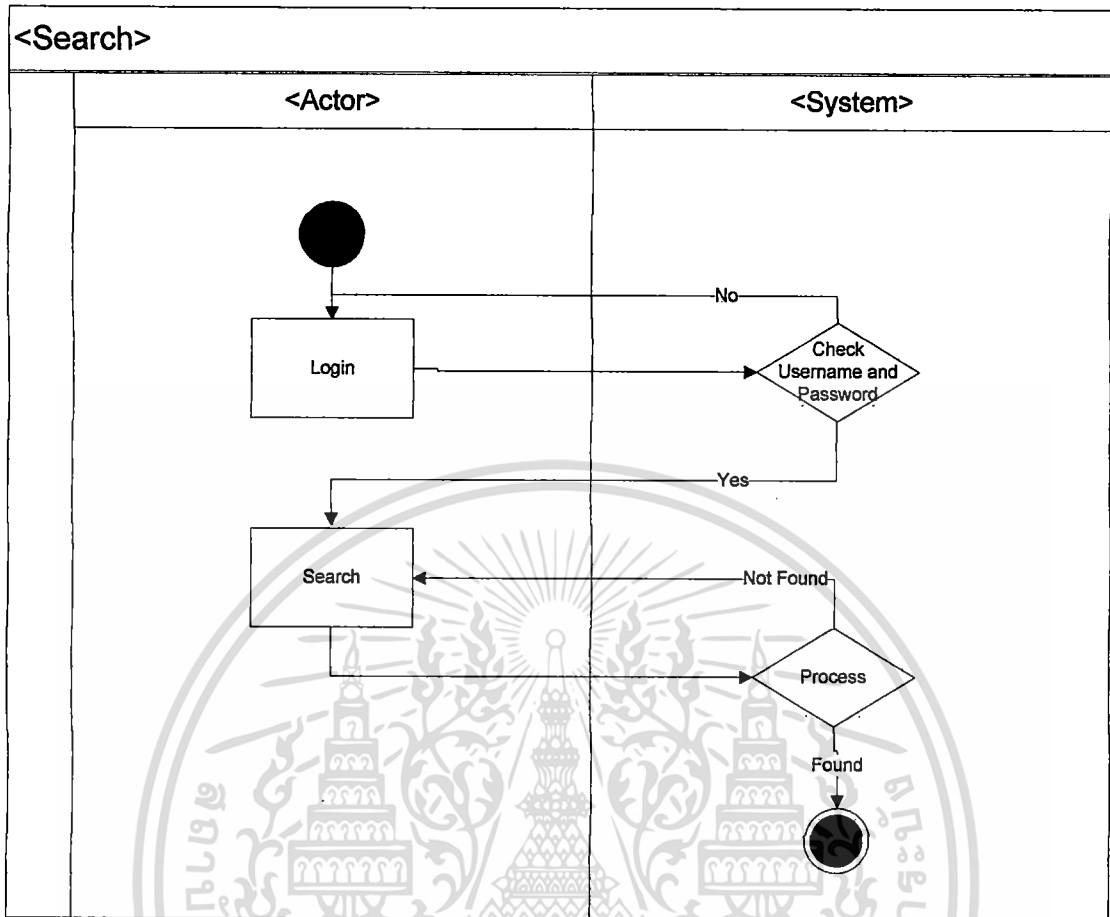 <Search>
<Actor>
<System>
No
Login
Check
Username and
Password
Yes
Search
Not Found
Process
Found